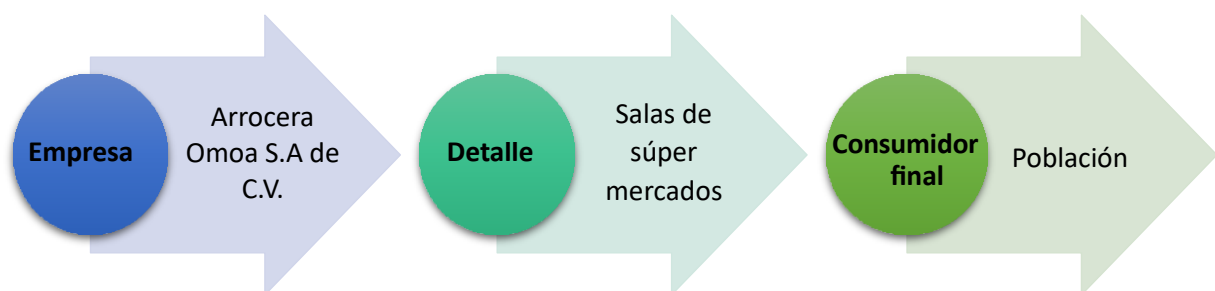 Empresa
Arrocera
Omoa S.A de
C.V.
Detalle
Salas de
súper
mercados
Consumidor
final
Población